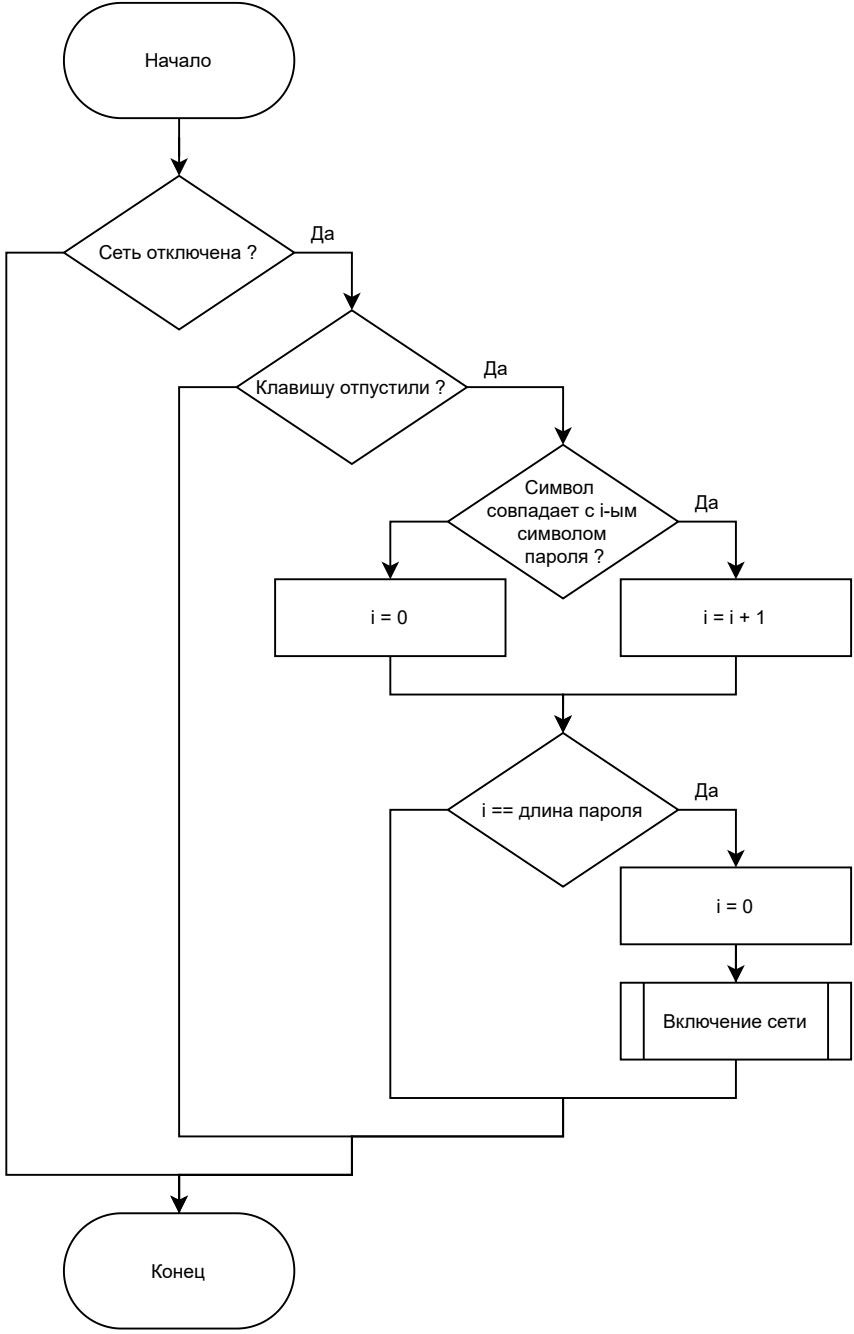 Начало
Сеть отключена ?
Да
Клавишу отпустили ?
Да
Символ
совпадает с i-ым
символом
пароля ?
Да
i = 0
i = i + 1
i == длина пароля
Да
i = 0
Включение сети
Конец